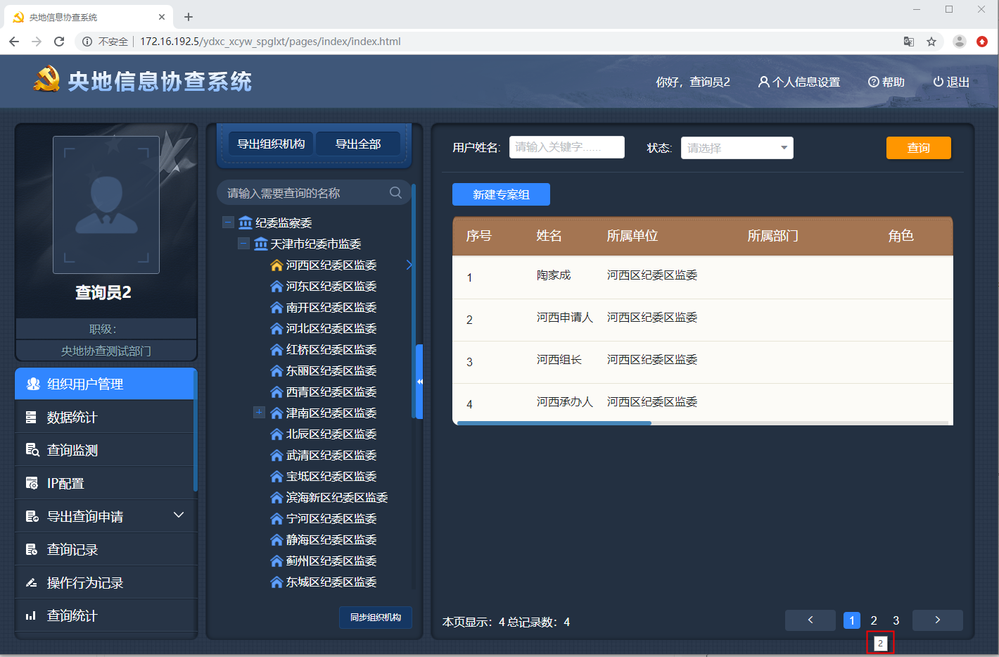 央地信息协查系统
不安全 172.16.192.5/ydxc_xcyw_spglxt/pages/index/index.html
央地信息协查系统
你好，查询员2 个人信息设置 帮助 退出
查询员2
职级：
央地协查测试部门
组织用户管理
数据统计
查询监测
IP配置
导出查询申请
查询记录
操作行为记录
查询统计
导出组织机构 导出全部
请输入需要查询的名称
纪委监察委
天津市纪委市监委
河西区纪委区监委
河东区纪委区监委
南开区纪委区监委
河北区纪委区监委
红桥区纪委区监委
东丽区纪委区监委
西青区纪委区监委
津南区纪委区监委
北辰区纪委区监委
武清区纪委区监委
宝坻区纪委区监委
滨海新区纪委区监委
宁河区纪委区监委
静海区纪委区监委
蓟州区纪委区监委
东城区纪委区监委
同步组织机构
用户姓名: 请输入关键字...... 状态: 请选择 查询
新建专案组
序号 姓名 所属单位 所属部门 角色
1 陶家成 河西区纪委区监委
2 河西申请人 河西区纪委区监委
3 河西组长 河西区纪委区监委
4 河西承办人 河西区纪委区监委
本页显示：4 总记录数：4
1 2 3
2